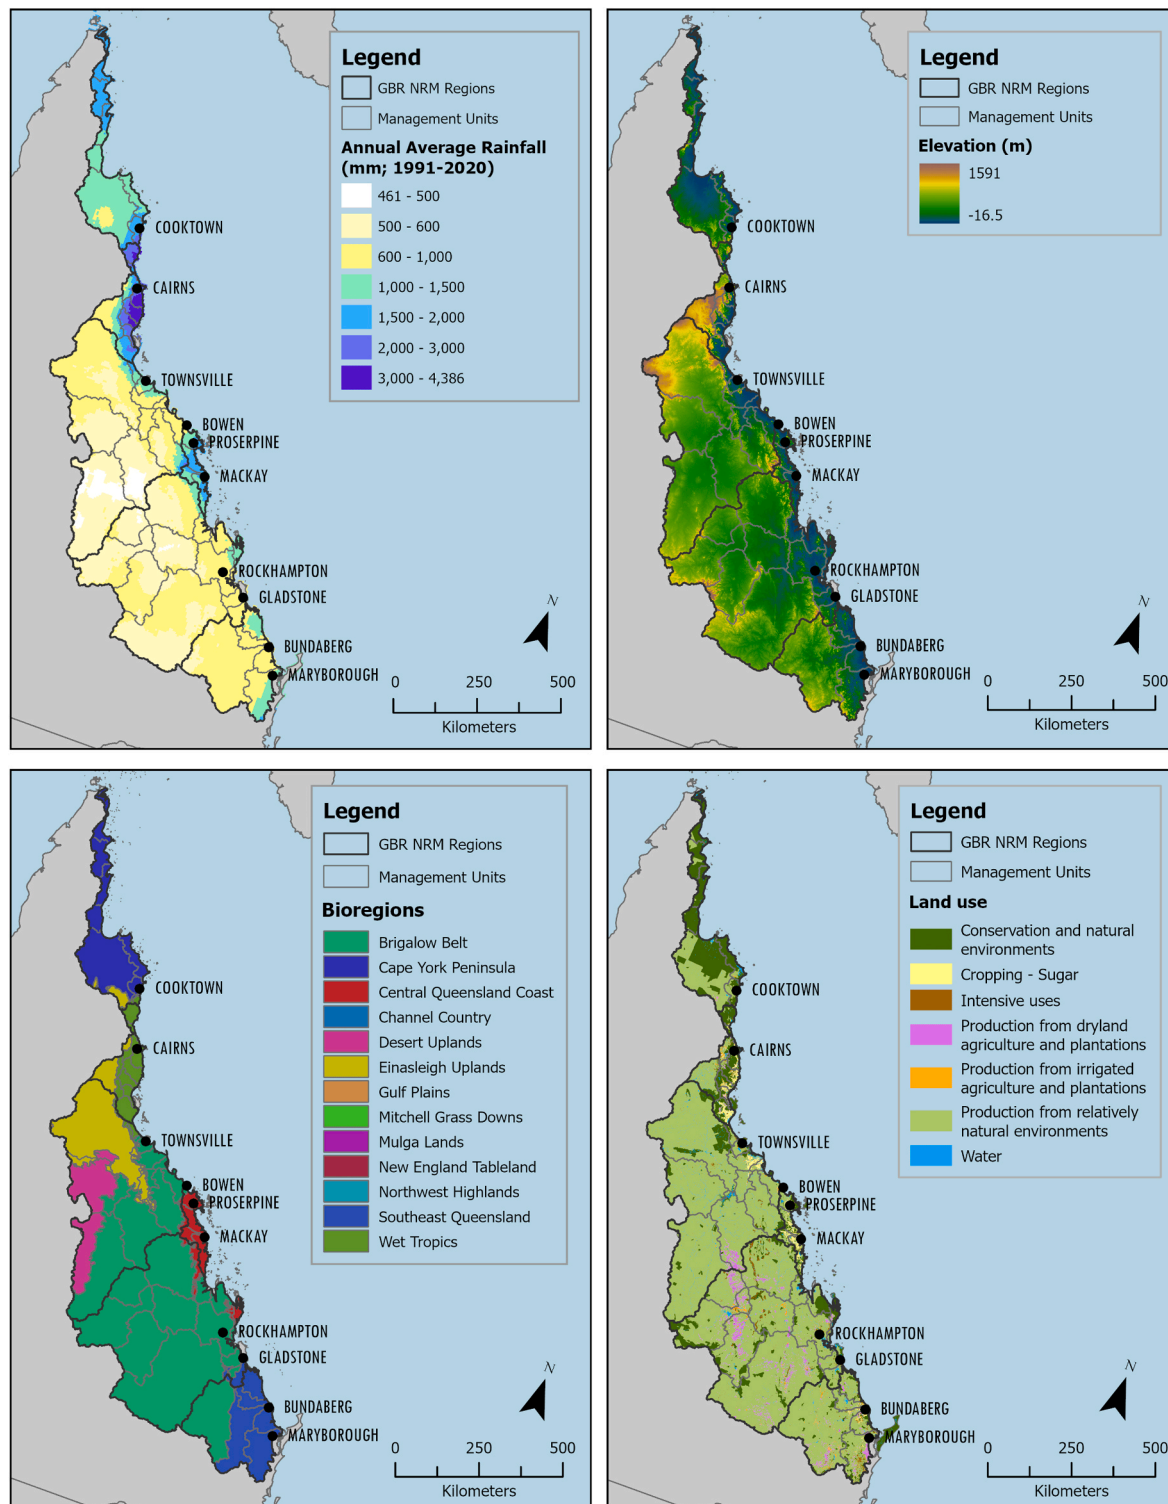 Legend
GBR NRM Regions
Management Units
Annual Average Rainfall
(mm; 1991-2020)
461 - 500
500 - 600
600 - 1,000
1,000 - 1,500
1,500 - 2,000
2,000 - 3,000
3,000 - 4,386
COOKTOWN
CAIRNS
TOWNSVILLE
BOWEN
PROSERPINE
MACKAY
ROCKHAMPTON
GLADSTONE
BUNDABERG
MARYBOROUGH
N
0 250 500
Kilometers
Legend
GBR NRM Regions
Management Units
Elevation (m)
1591
-16.5
COOKTOWN
CAIRNS
TOWNSVILLE
BOWEN
PROSERPINE
MACKAY
ROCKHAMPTON
GLADSTONE
BUNDABERG
MARYBOROUGH
N
0 250 500
Kilometers
Legend
GBR NRM Regions
Management Units
Bioregions
Brigalow Belt
Cape York Peninsula
Central Queensland Coast
Channel Country
Desert Uplands
Einasleigh Uplands
Gulf Plains
Mitchell Grass Downs
Mulga Lands
New England Tableland
Northwest Highlands
Southeast Queensland
Wet Tropics
COOKTOWN
CAIRNS
TOWNSVILLE
BOWEN
PROSERPINE
MACKAY
ROCKHAMPTON
GLADSTONE
BUNDABERG
MARYBOROUGH
N
0 250 500
Kilometers
Legend
GBR NRM Regions
Management Units
Land use
Conservation and natural
environments
Cropping - Sugar
Intensive uses
Production from dryland
agriculture and plantations
Production from irrigated
agriculture and plantations
Production from relatively
natural environments
Water
COOKTOWN
CAIRNS
TOWNSVILLE
BOWEN
PROSERPINE
MACKAY
ROCKHAMPTON
GLADSTONE
BUNDABERG
MARYBOROUGH
N
0 250 500
Kilometers